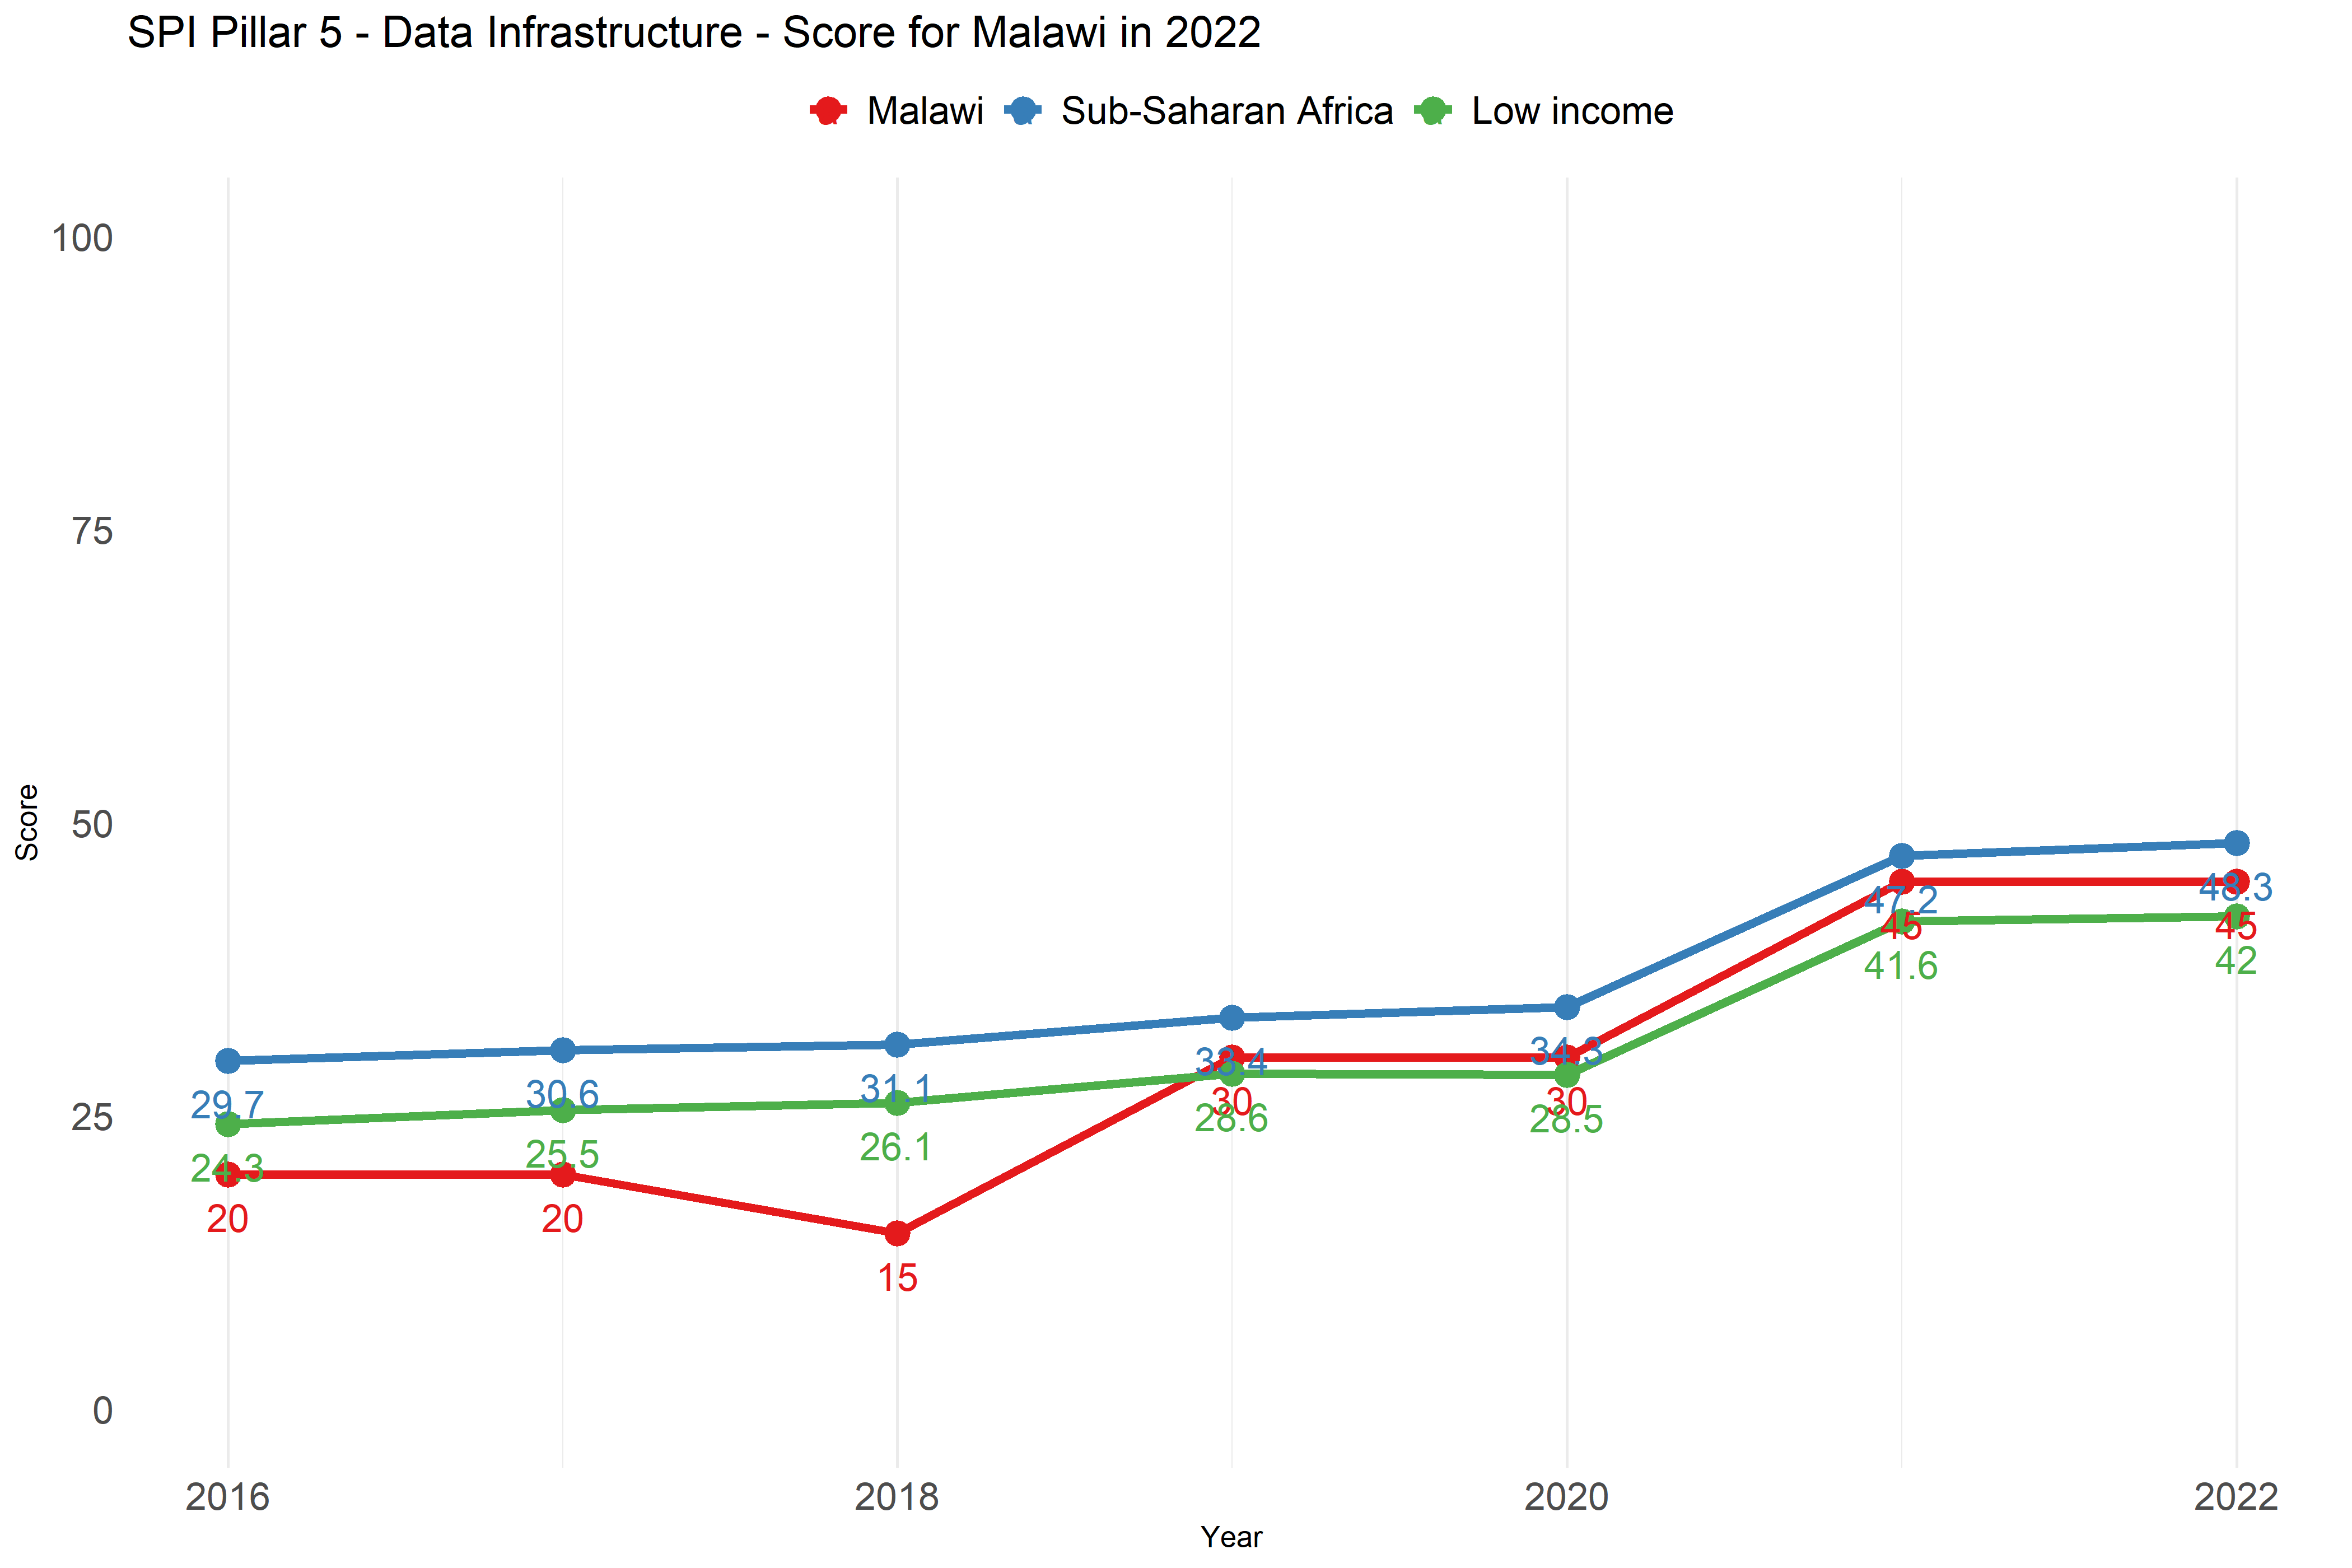 SPI Pillar 5 - Data Infrastructure - Score for Malawi in 2022
Malawi Sub-Saharan Africa Low income
100
75
50
25
0
Score
29.7 30.6 31.1 33.4 34.3 47.2 48.3
24.3 25.5 26.1 28.6 28.5 41.6 42
20 20 15 30 30 45 45
2016 2018 2020 2022
Year